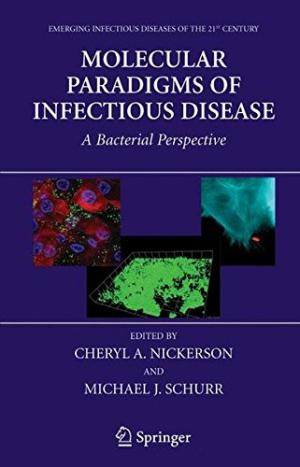 EMERGING INFECTIOUS DISEASES OF THE 21ST CENTURY
MOLECULAR
PARADIGMS OF
INFECTIOUS DISEASE
A Bacterial Perspective
EDITED BY
CHERYL A. NICKERSON
AND
MICHAEL J. SCHURR
Springer